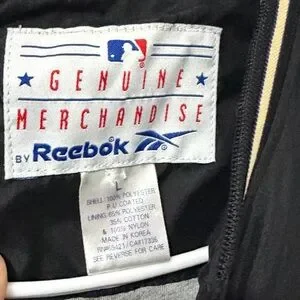 GENUINE
MERCHANDISE
BY Reebok
L
SHELL: 100% POLYESTER
P.U COATED
LINING: 65% POLYESTER
35% COTTON
& 100% NYLON
MADE IN KOREA
SEE REVERSE FOR CARE